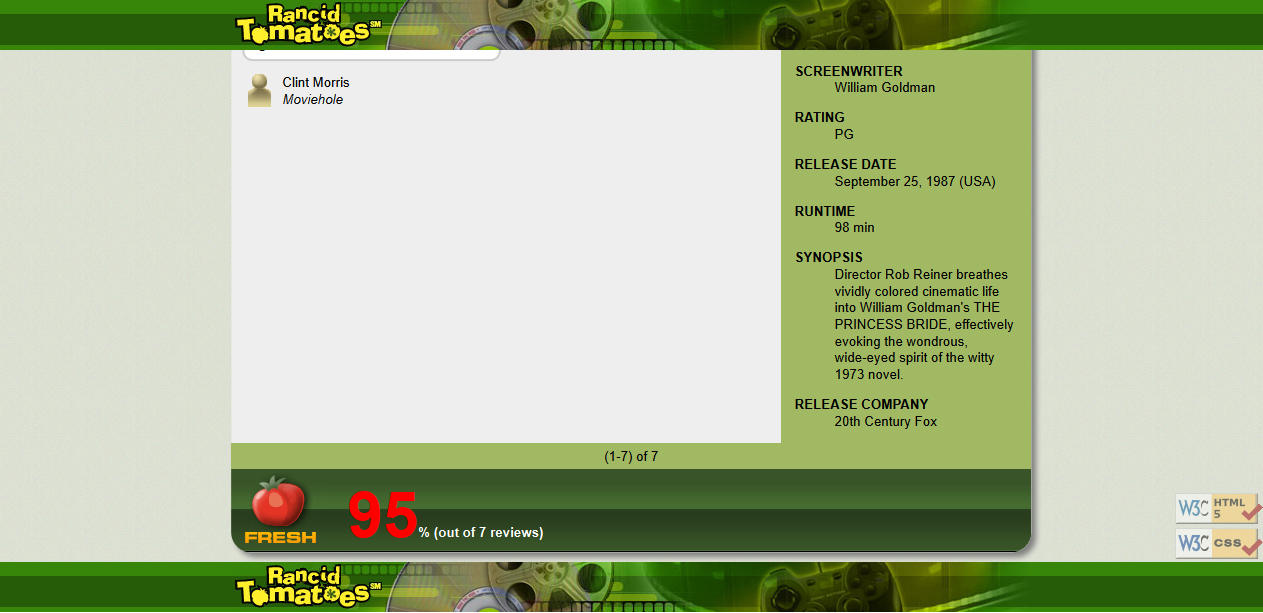 Rancid
Tomatoes SM
Clint Morris
Moviehole
SCREENWRITER
William Goldman
RATING
PG
RELEASE DATE
September 25, 1987 (USA)
RUNTIME
98 min
SYNOPSIS
Director Rob Reiner breathes
vividly colored cinematic life
into William Goldman's THE
PRINCESS BRIDE, effectively
evoking the wondrous,
wide-eyed spirit of the witty
1973 novel.
RELEASE COMPANY
20th Century Fox
(1-7) of 7
FRESH
95% (out of 7 reviews)
W3C HTML
5
W3C CSS
Rancid
Tomatoes SM